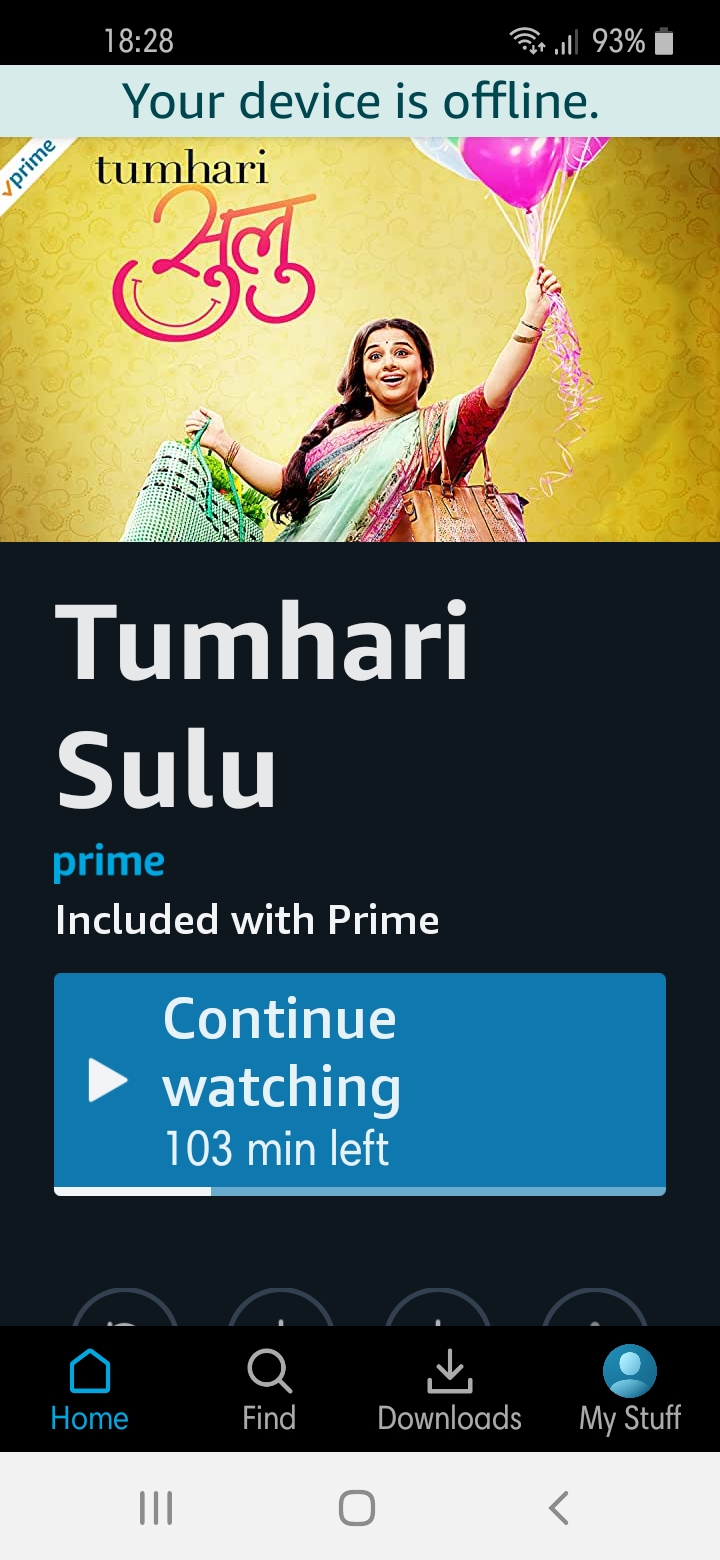 18:28 93%
Your device is offline.
prime
tumhari
सुलु
Tumhari
Sulu
prime
Included with Prime
Continue
watching
103 min left
Home Find Downloads My Stuff